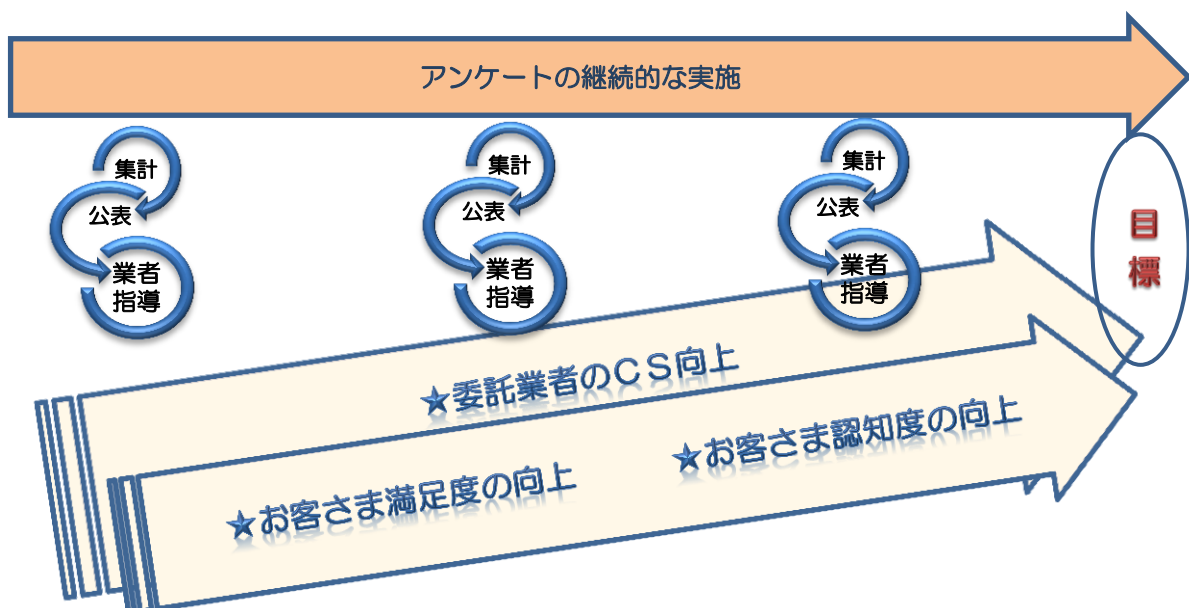 アンケートの継続的な実施
集計
公表
業者
指導
集計
公表
業者
指導
集計
公表
業者
指導
目
標
★委託業者のCS向上
★お客さま満足度の向上
★お客さま認知度の向上